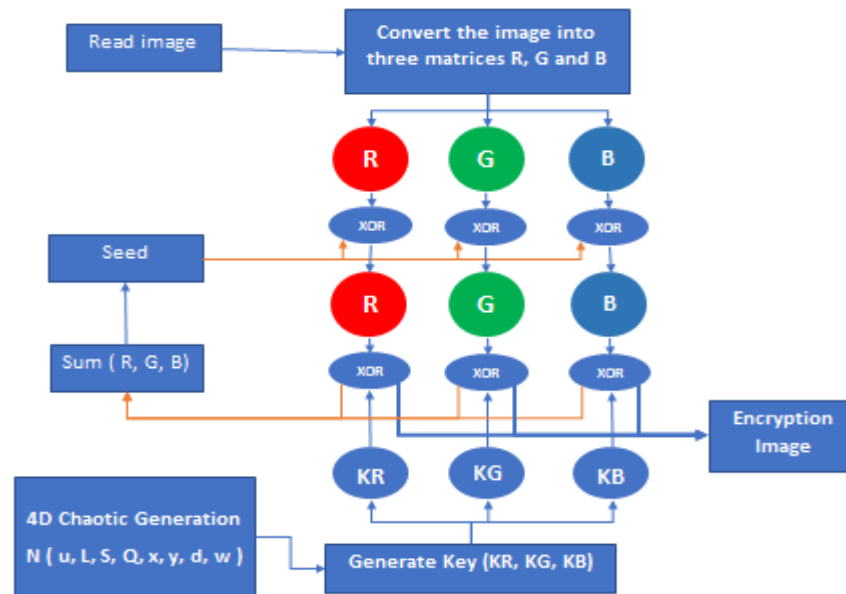 Read image
Convert the image into
three matrices R, G and B
R
G
B
XOR
XOR
XOR
Seed
R
G
B
Sum ( R, G, B)
XOR
XOR
XOR
Encryption
Image
KR
KG
KB
4D Chaotic Generation
N ( u, L, S, Q, x, y, d, w )
Generate Key (KR, KG, KB)